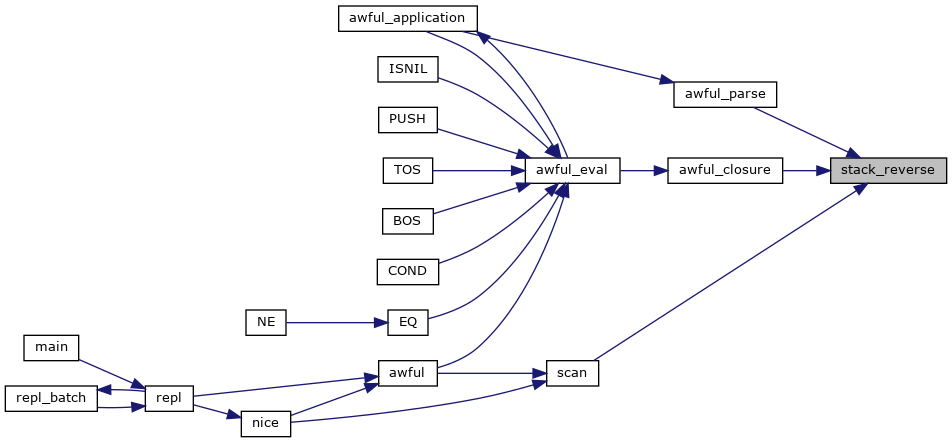 awful_application
ISNIL
awful_parse
PUSH
awful_eval
awful_closure
stack_reverse
TOS
BOS
COND
NE
EQ
main
awful
scan
repl_batch
repl
nice